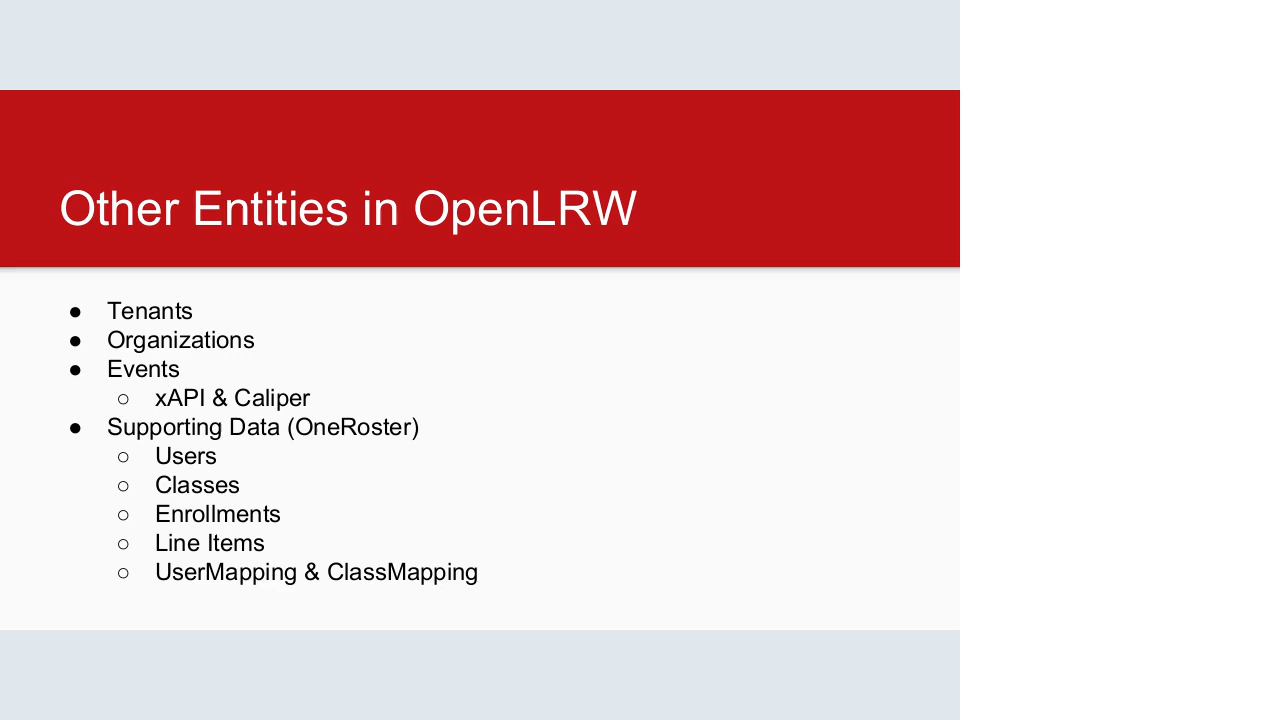 Other Entities in OpenLRW
● Tenants
● Organizations
● Events
○ xAPI & Caliper
● Supporting Data (OneRoster)
○ Users
○ Classes
○ Enrollments
○ Line Items
○ UserMapping & ClassMapping